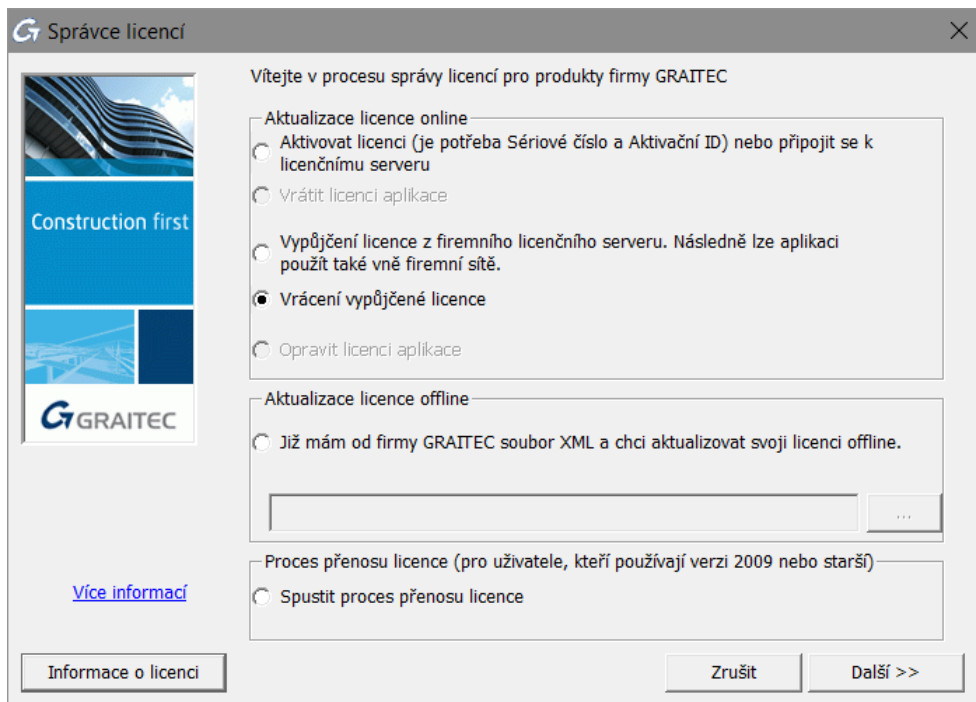 Správce licencí
Vítejte v procesu správy licencí pro produkty firmy GRAITEC
Aktualizace licence online
Aktivovat licenci (je potřeba Sériové číslo a Aktivační ID) nebo připojit se k
licenčnímu serveru
Vrátit licenci aplikace
Construction first
Vypůjčení licence z firemního licenčního serveru. Následně lze aplikaci
použít také vně firemní sítě.
Vrácení vypůjčené licence
Opravit licenci aplikace
Aktualizace licence offline
GRAITEC
Již mám od firmy GRAITEC soubor XML a chci aktualizovat svoji licenci offline.
...
Proces přenosu licence (pro uživatele, kteří používají verzi 2009 nebo starší)
Více informací
Spustit proces přenosu licence
Informace o licenci
Zrušit
Další >>